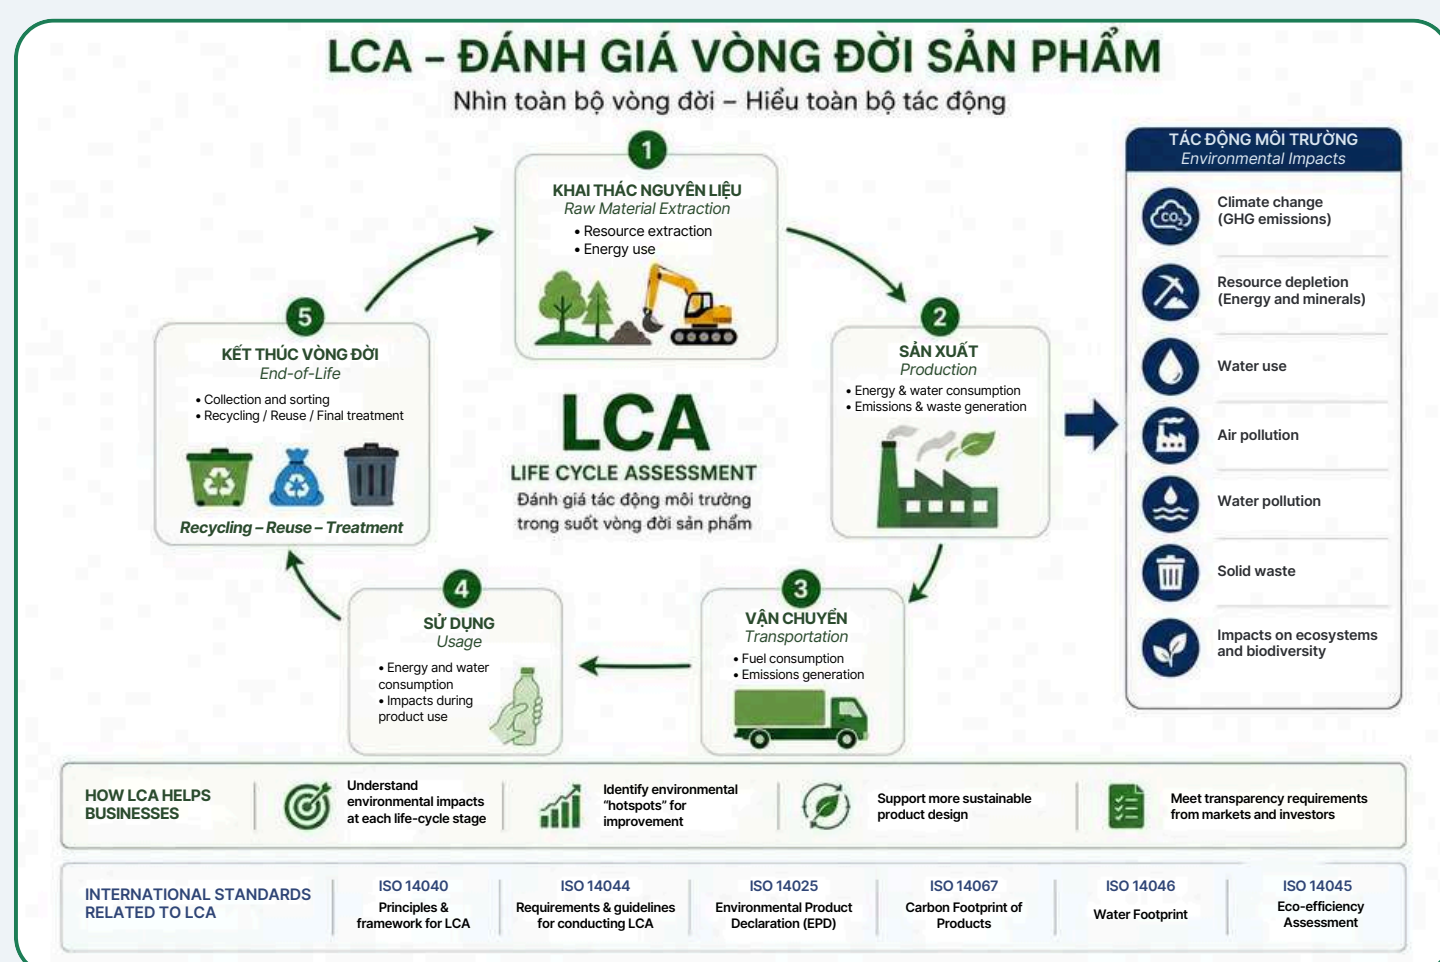 LCA – ĐÁNH GIÁ VÒNG ĐỜI SẢN PHẨM
Nhìn toàn bộ vòng đời – Hiểu toàn bộ tác động
1
KHAI THÁC NGUYÊN LIỆU
Raw Material Extraction
• Resource extraction
• Energy use
2
SẢN XUẤT
Production
• Energy & water consumption
• Emissions & waste generation
3
VẬN CHUYỂN
Transportation
• Fuel consumption
• Emissions generation
4
SỬ DỤNG
Usage
• Energy and water
consumption
• Impacts during
product use
5
KẾT THÚC VÒNG ĐỜI
End-of-Life
• Collection and sorting
• Recycling / Reuse / Final treatment
Recycling – Reuse – Treatment
LCA
LIFE CYCLE ASSESSMENT
Đánh giá tác động môi trường
trong suốt vòng đời sản phẩm
TÁC ĐỘNG MÔI TRƯỜNG
Environmental Impacts
CO₂
Climate change
(GHG emissions)
Resource depletion
(Energy and minerals)
Water use
Air pollution
Water pollution
Solid waste
Impacts on ecosystems
and biodiversity
HOW LCA HELPS
BUSINESSES
Understand
environmental impacts
at each life-cycle stage
Identify environmental
“hotspots” for
improvement
Support more sustainable
product design
Meet transparency requirements
from markets and investors
INTERNATIONAL STANDARDS
RELATED TO LCA
ISO 14040
Principles &
framework for LCA
ISO 14044
Requirements & guidelines
for conducting LCA
ISO 14025
Environmental Product
Declaration (EPD)
ISO 14067
Carbon Footprint of
Products
ISO 14046
Water Footprint
ISO 14045
Eco-efficiency
Assessment